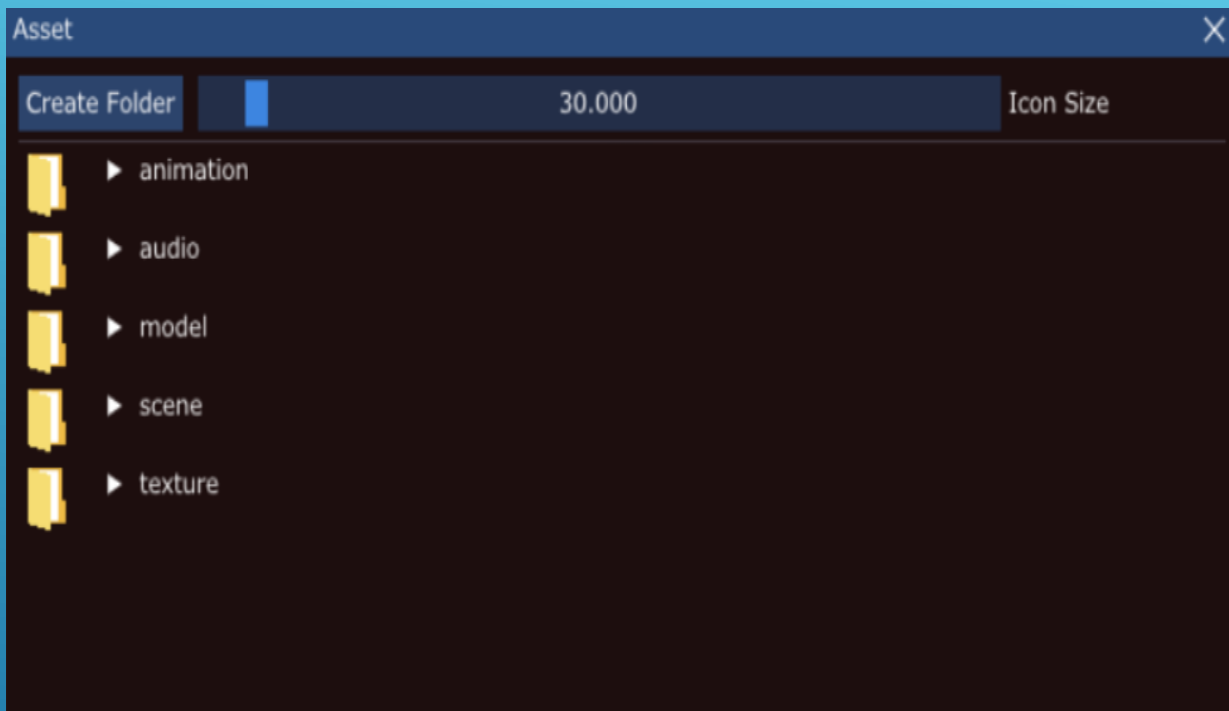 Asset
Create Folder 30.000 Icon Size
animation
audio
model
scene
texture